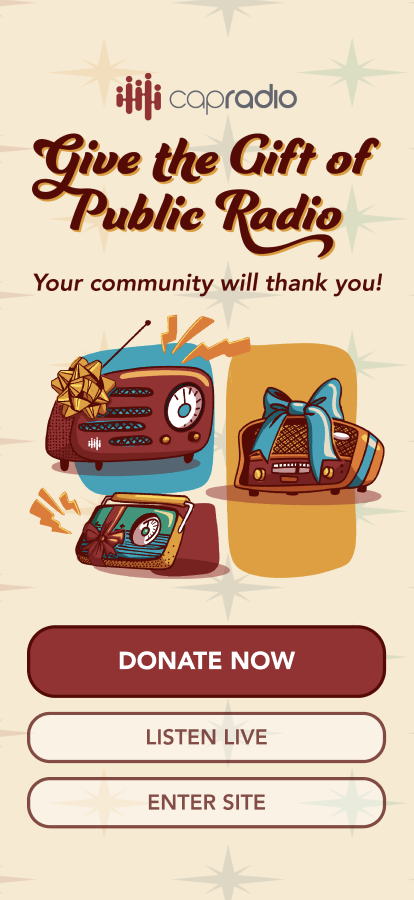 capradio
Give the Gift of
Public Radio
Your community will thank you!
DONATE NOW
LISTEN LIVE
ENTER SITE